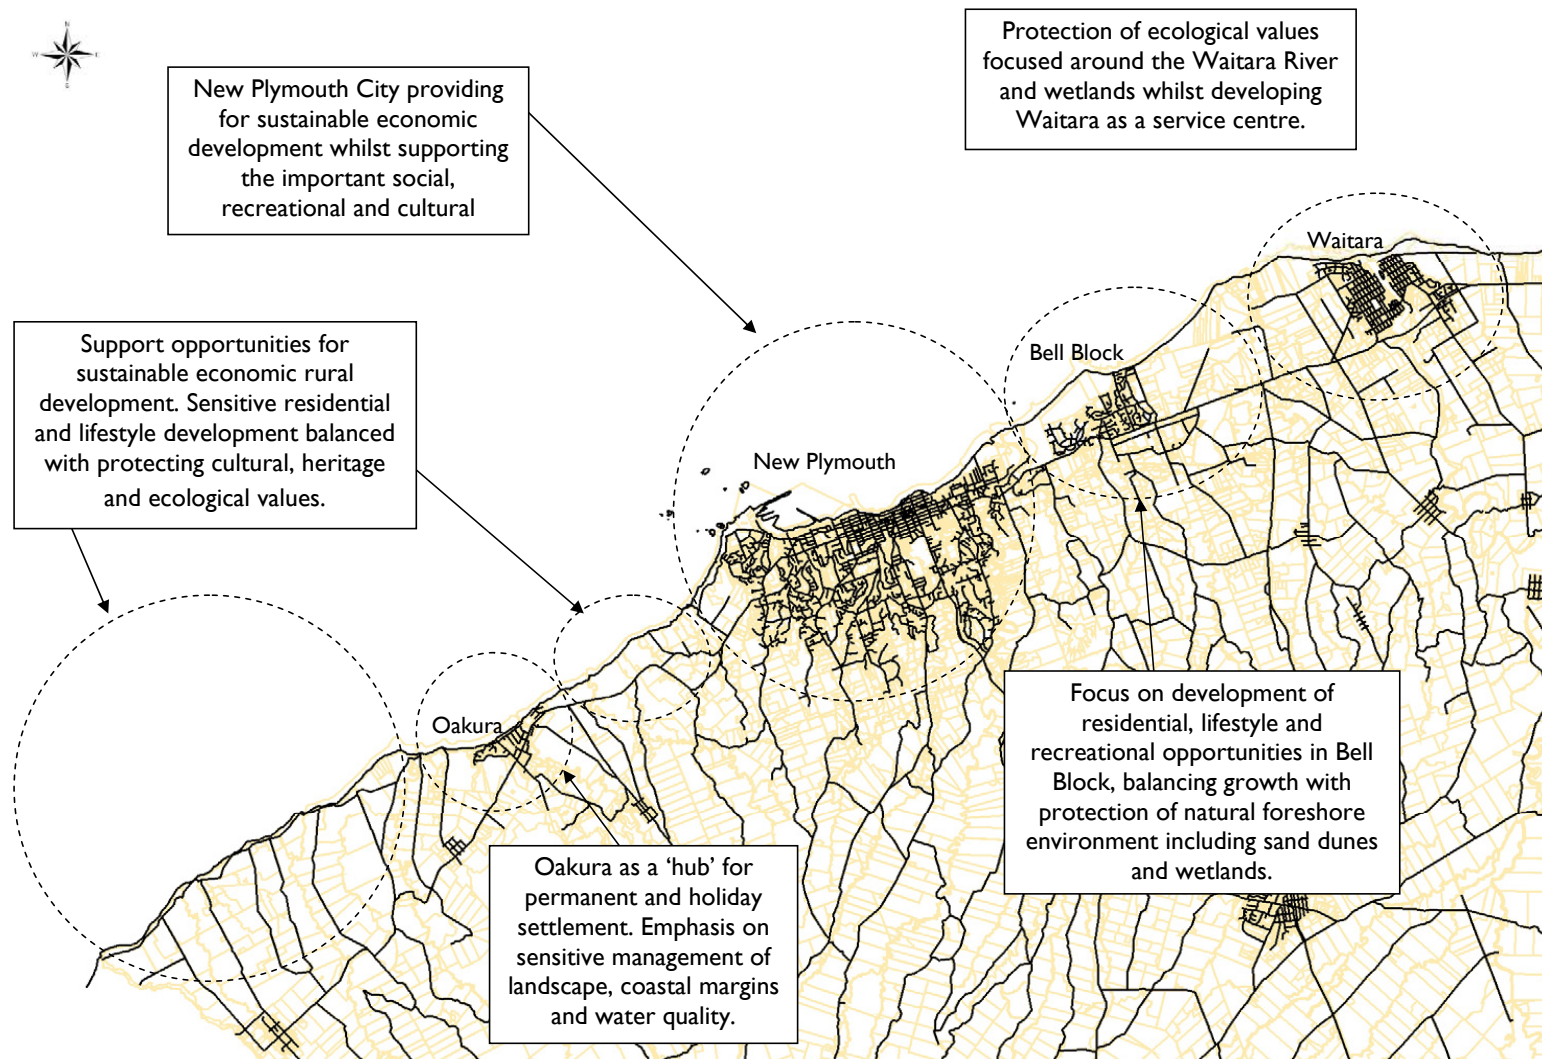 N
W
E
S
Protection of ecological values
focused around the Waitara River
and wetlands whilst developing
Waitara as a service centre.
New Plymouth City providing
for sustainable economic
development whilst supporting
the important social,
recreational and cultural
Waitara
Support opportunities for
sustainable economic rural
development. Sensitive residential
and lifestyle development balanced
with protecting cultural, heritage
and ecological values.
Bell Block
New Plymouth
Oakura
Focus on development of
residential, lifestyle and
recreational opportunities in Bell
Block, balancing growth with
protection of natural foreshore
environment including sand dunes
and wetlands.
Oakura as a ‘hub’ for
permanent and holiday
settlement. Emphasis on
sensitive management of
landscape, coastal margins
and water quality.